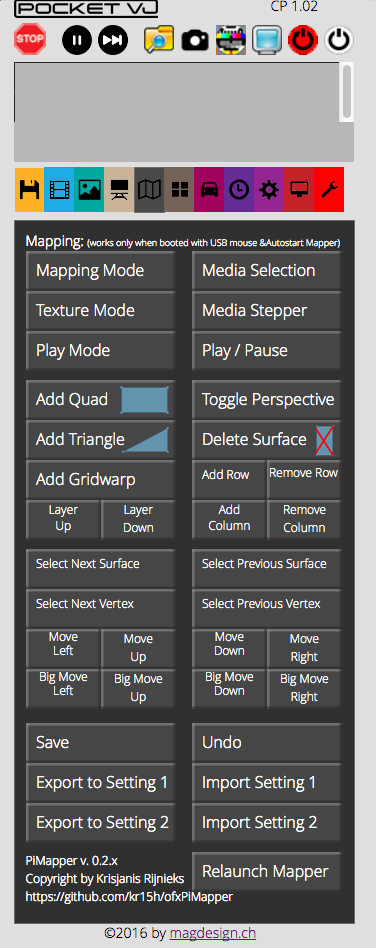 POCKET VJ CP 1.02
STOP
Mapping: (works only when booted with USB mouse &Autostart Mapper)
Mapping Mode Media Selection
Texture Mode Media Stepper
Play Mode Play / Pause
Add Quad Toggle Perspective
Add Triangle Delete Surface
Add Gridwarp Add Row Remove Row
Layer Layer Add Remove
Up Down Column Column
Select Next Surface Select Previous Surface
Select Next Vertex Select Previous Vertex
Move Move Move Move
Left Up Down Right
Big Move Big Move Big Move Big Move
Left Up Down Right
Save Undo
Export to Setting 1 Import Setting 1
Export to Setting 2 Import Setting 2
PiMapper v. 0.2.x
Copyright by Krisjanis Rijnieks Relaunch Mapper
https://github.com/kr15h/ofxPiMapper
©2016 by magdesign.ch